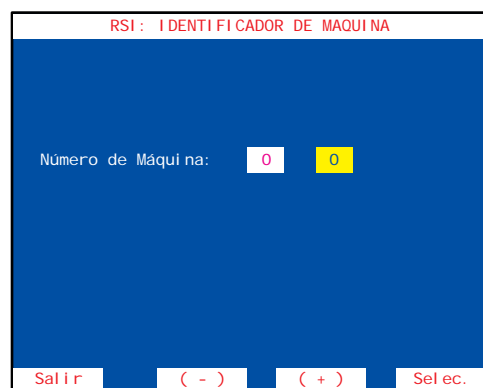 RSI: IDENTIFICADOR DE MAQUINA
Número de Máquina: 0 0
Salir ( - ) ( + ) Selec.